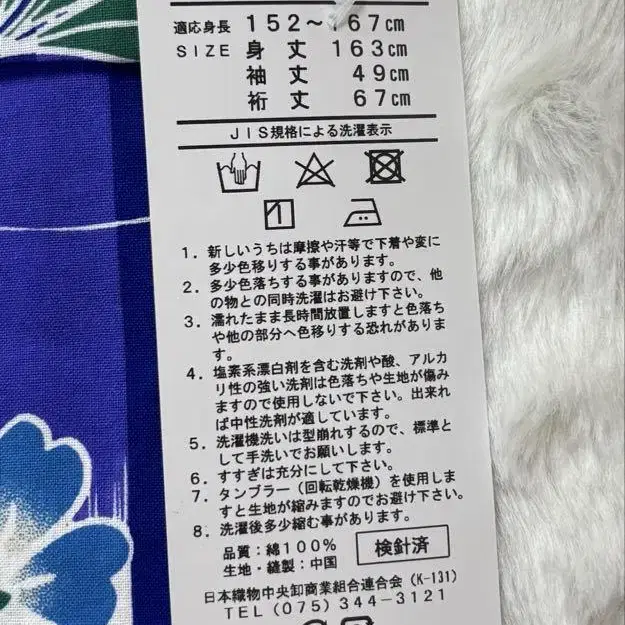 適応身長 152〜167cm
SIZE 身丈 163cm
袖丈 49cm
裄丈 67cm
JIS規格による洗濯表示
1．新しいうちは摩擦や汗等で下着や変に
多少色移りする事があります。
2．多少色落ちする事がありますので、他
の物との同時洗濯はお避け下さい。
3．濡れたまま長時間放置しますと色落ち
や他の部分へ色移りする恐れがありま
す。
4．塩素系漂白剤を含む洗剤や酸、アルカ
リ性の強い洗剤は色落ちや生地が傷み
ますので使用しないで下さい。出来れ
ば中性洗剤が適しています。
5．洗濯機洗いは型崩れするので、標準と
して手洗いでお願いします。
6．すすぎは充分にして下さい。
7．タンブラー（回転乾燥機）を使用しま
すと生地が縮みますのでお避け下さい。
8．洗濯後多少縮む事があります。
品質：綿100%
検針済
生地・縫製：中国
日本織物中央卸商業組合連合会（K-131）
TEL（075）344-3121